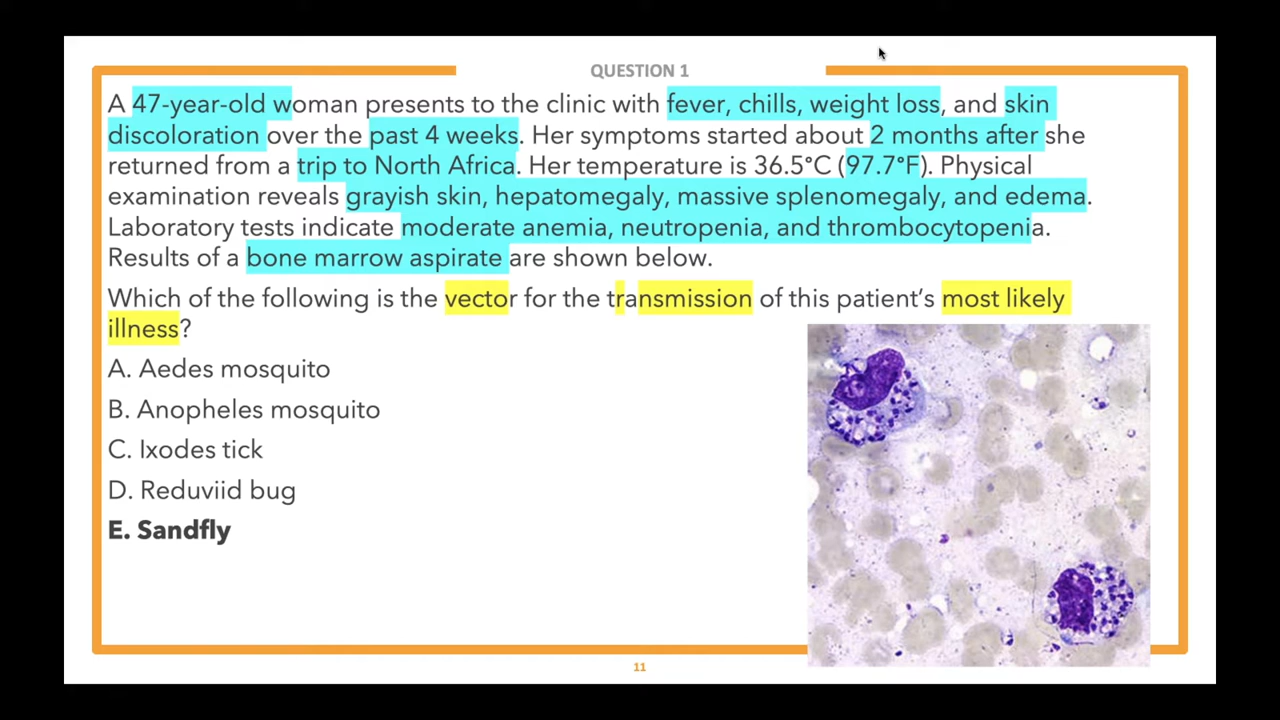 QUESTION 1
A 47-year-old woman presents to the clinic with fever, chills, weight loss, and skin
discoloration over the past 4 weeks. Her symptoms started about 2 months after she
returned from a trip to North Africa. Her temperature is 36.5°C (97.7°F). Physical
examination reveals grayish skin, hepatomegaly, massive splenomegaly, and edema.
Laboratory tests indicate moderate anemia, neutropenia, and thrombocytopenia.
Results of a bone marrow aspirate are shown below.
Which of the following is the vector for the transmission of this patient's most likely
illness?
A. Aedes mosquito
B. Anopheles mosquito
C. Ixodes tick
D. Reduviid bug
E. Sandfly
11